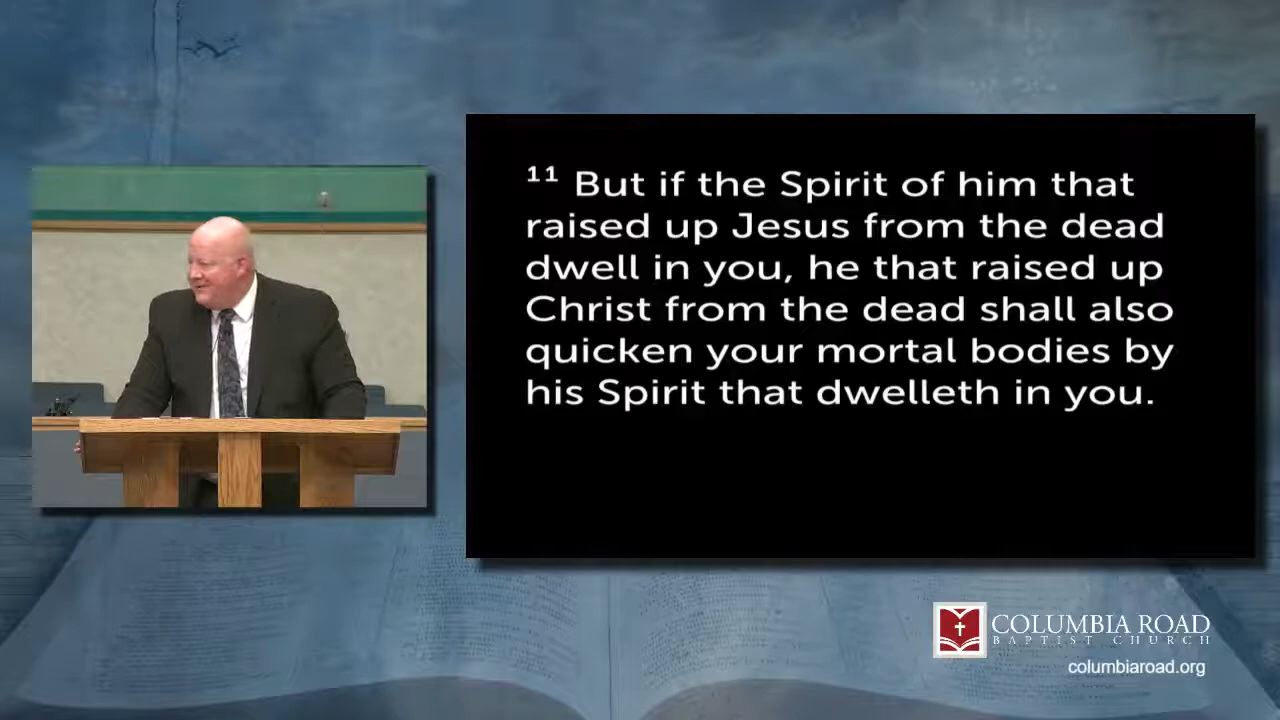 ¹¹ But if the Spirit of him that
raised up Jesus from the dead
dwell in you, he that raised up
Christ from the dead shall also
quicken your mortal bodies by
his Spirit that dwelleth in you.
COLUMBIA ROAD
BAPTIST CHURCH
columbiaroad.org